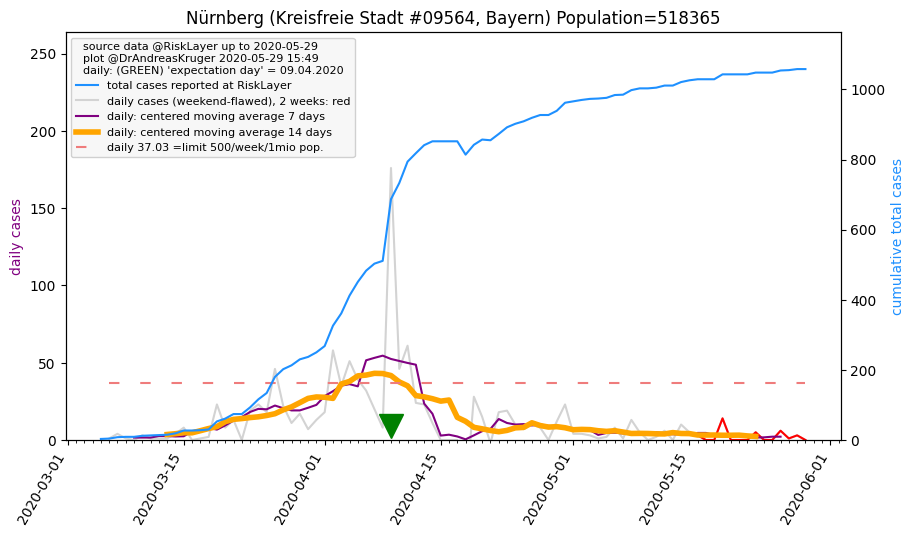 Nürnberg (Kreisfreie Stadt #09564, Bayern) Population=518365
source data @RiskLayer up to 2020-05-29
plot @DrAndreasKruger 2020-05-29 15:49
daily: (GREEN) 'expectation day' = 09.04.2020
total cases reported at RiskLayer
daily cases (weekend-flawed), 2 weeks: red
daily: centered moving average 7 days
daily: centered moving average 14 days
daily 37.03 =limit 500/week/1mio pop.
daily cases
250
200
150
100
50
0
cumulative total cases
1000
800
600
400
200
0
2020-03-01
2020-03-15
2020-04-01
2020-04-15
2020-05-01
2020-05-15
2020-06-01